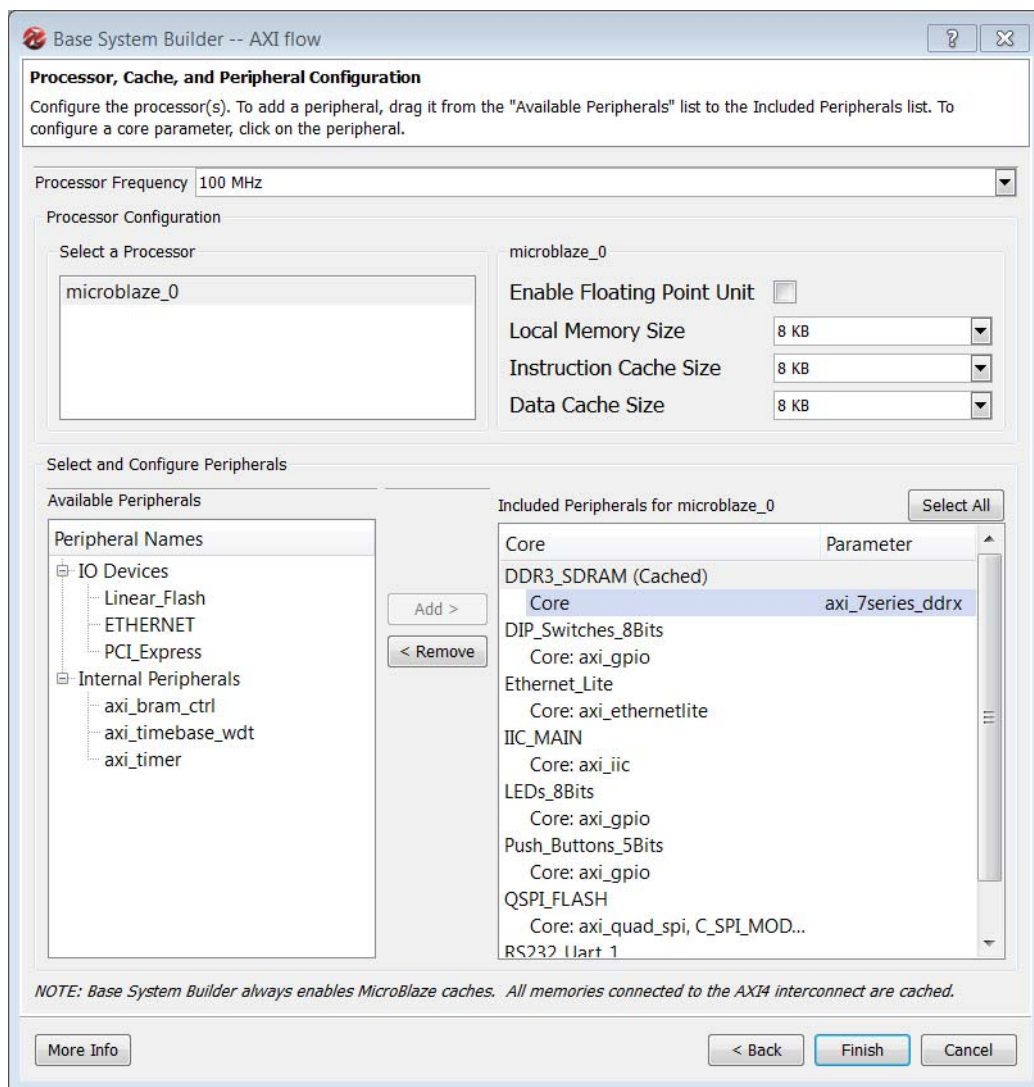 Base System Builder -- AXI flow
Processor, Cache, and Peripheral Configuration
Configure the processor(s). To add a peripheral, drag it from the "Available Peripherals" list to the Included Peripherals list. To
configure a core parameter, click on the peripheral.
Processor Frequency 100 MHz
Processor Configuration
Select a Processor
microblaze_0
microblaze_0
Enable Floating Point Unit
Local Memory Size 8 KB
Instruction Cache Size 8 KB
Data Cache Size 8 KB
Select and Configure Peripherals
Available Peripherals
Peripheral Names
IO Devices
Linear_Flash
ETHERNET
PCI_Express
Internal Peripherals
axi_bram_ctrl
axi_timebase_wdt
axi_timer
Add >
< Remove
Included Peripherals for microblaze_0 Select All
Core Parameter
DDR3_SDRAM (Cached)
Core axi_7series_ddrx
DIP_Switches_8Bits
Core: axi_gpio
Ethernet_Lite
Core: axi_ethernetlite
IIC_MAIN
Core: axi_iic
LEDs_8Bits
Core: axi_gpio
Push_Buttons_5Bits
Core: axi_gpio
QSPI_FLASH
Core: axi_quad_spi, C_SPI_MOD...
RS232_Uart_1
NOTE: Base System Builder always enables MicroBlaze caches. All memories connected to the AXI4 interconnect are cached.
More Info < Back Finish Cancel